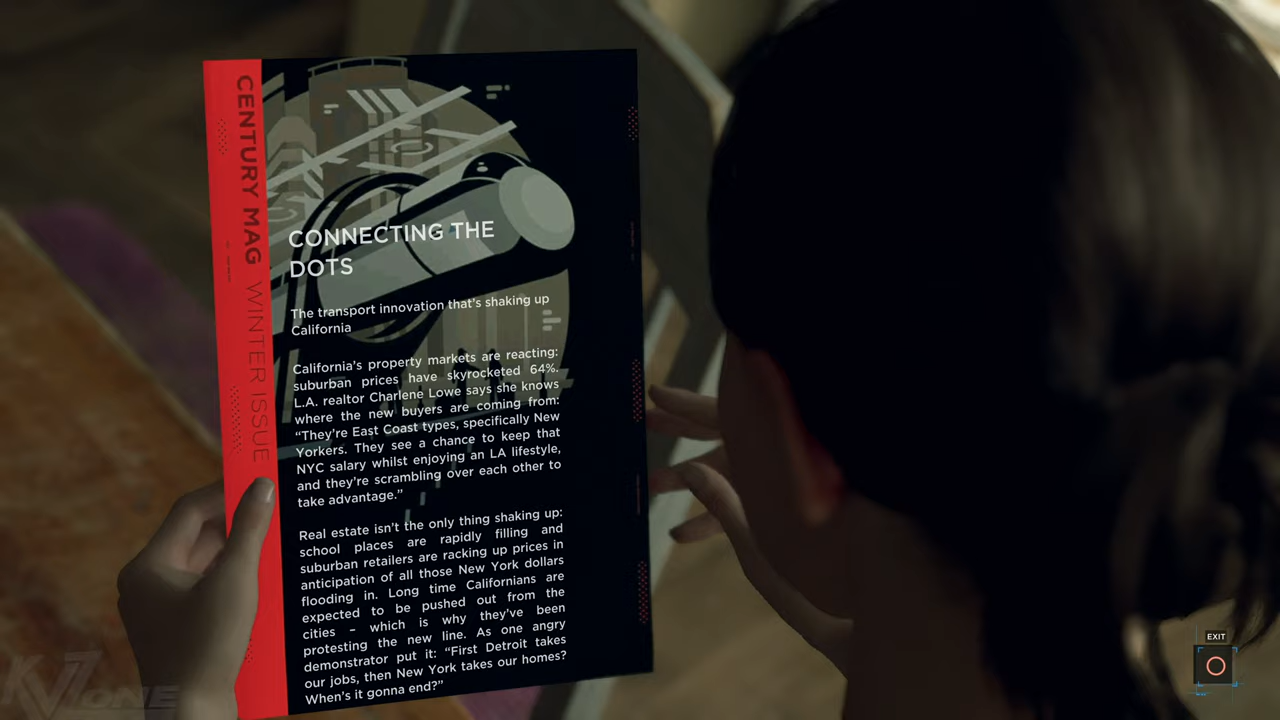 CENTURY MAG WINTER ISSUE
CONNECTING THE
DOTS
The transport innovation that's shaking up
California
California's property markets are reacting:
suburban prices have skyrocketed 64%.
L.A. realtor Charlene Lowe says she knows
where the new buyers are coming from:
“They're East Coast types, specifically New
Yorkers. They see a chance to keep that
NYC salary whilst enjoying an LA lifestyle,
and they're scrambling over each other to
take advantage.”
Real estate isn't the only thing shaking up:
school places are rapidly filling and
suburban retailers are racking up prices in
anticipation of all those New York dollars
flooding in. Long time Californians are
expected to be pushed out from the
cities – which is why they've been
protesting the new line. As one angry
demonstrator put it: “First Detroit takes
our jobs, then New York takes our homes?
When's it gonna end?”
EXIT